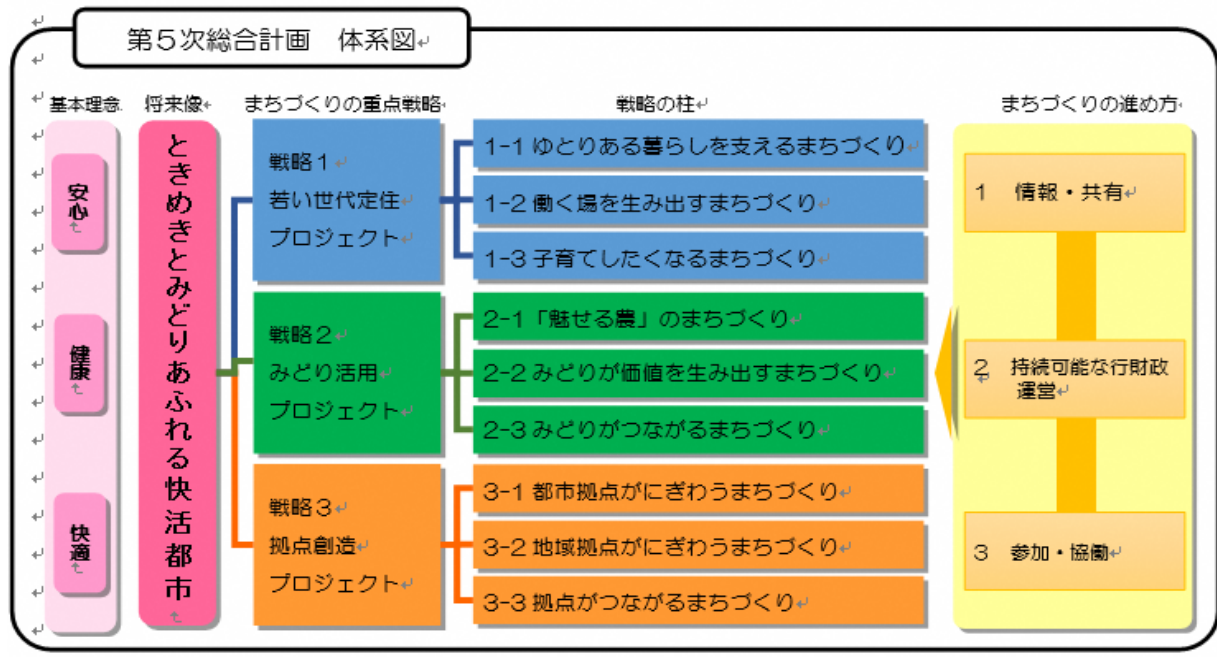 第５次総合計画　体系図
基本理念
将来像
まちづくりの重点戦略
戦略の柱
まちづくりの進め方
安心
健康
快適
ときめきとみどりあふれる快活都市
戦略１
若い世代定住
プロジェクト
1-1 ゆとりある暮らしを支えるまちづくり
1-2 働く場を生み出すまちづくり
1-3 子育てしたくなるまちづくり
戦略２
みどり活用
プロジェクト
2-1「魅せる農」のまちづくり
2-2 みどりが価値を生み出すまちづくり
2-3 みどりがつながるまちづくり
戦略３
拠点創造
プロジェクト
3-1 都市拠点がにぎわうまちづくり
3-2 地域拠点がにぎわうまちづくり
3-3 拠点がつながるまちづくり
１　情報・共有
２　持続可能な行財政
運営
３　参加・協働